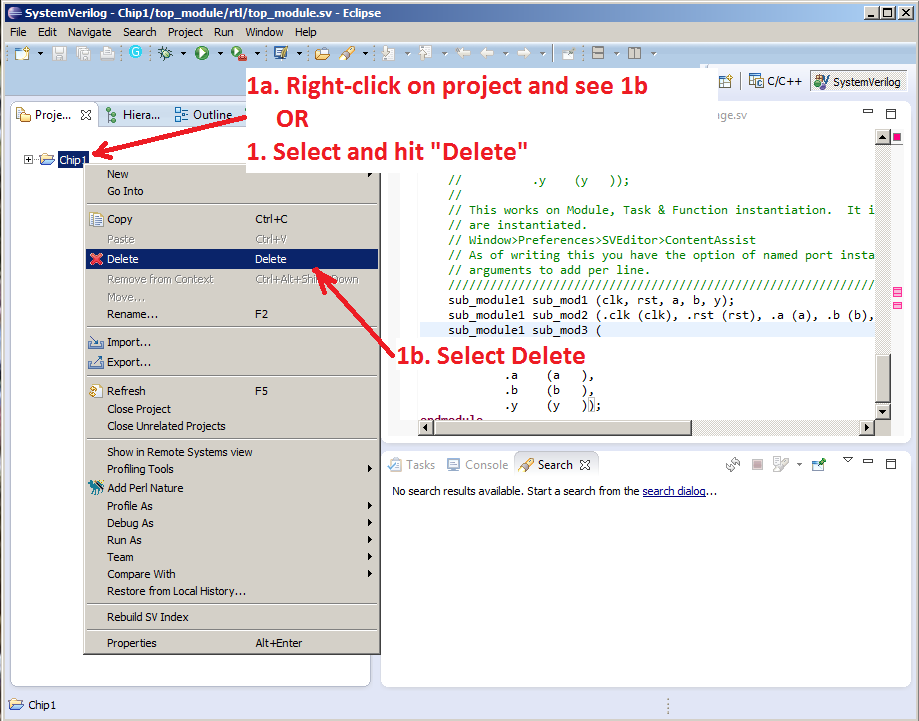 SystemVerilog - Chip1/top_module/rtl/top_module.sv - Eclipse
File Edit Navigate Search Project Run Window Help
1a. Right-click on project and see 1b
OR
1. Select and hit "Delete"
C/C++ SystemVerilog
Proje... Hiera... Outline
age.sv
Chip1
New
Go Into
Copy Ctrl+C
Paste Ctrl+V
Delete Delete
Remove from Context Ctrl+Alt+Shift+Down
Move...
Rename... F2
Import...
Export...
Refresh F5
Close Project
Close Unrelated Projects
Show in Remote Systems view
Profiling Tools
Add Perl Nature
Profile As
Debug As
Run As
Team
Compare With
Restore from Local History...
Rebuild SV Index
Properties Alt+Enter
// .y (y ));
//
// This works on Module, Task & Function instantiation. It i
// are instantiated.
// Window>Preferences>SVEditor>ContentAssist
// As of writing this you have the option of named port insta
// arguments to add per line.
/////////////////////////////////////////////////////////////
sub_module1 sub_mod1 (clk, rst, a, b, y);
sub_module1 sub_mod2 (.clk (clk), .rst (rst), .a (a), .b (b),
sub_module1 sub_mod3 (
1b. Select Delete
.a (a ),
.b (b ),
.y (y ));
endmodule
Tasks Console Search
No search results available. Start a search from the search dialog...
Chip1